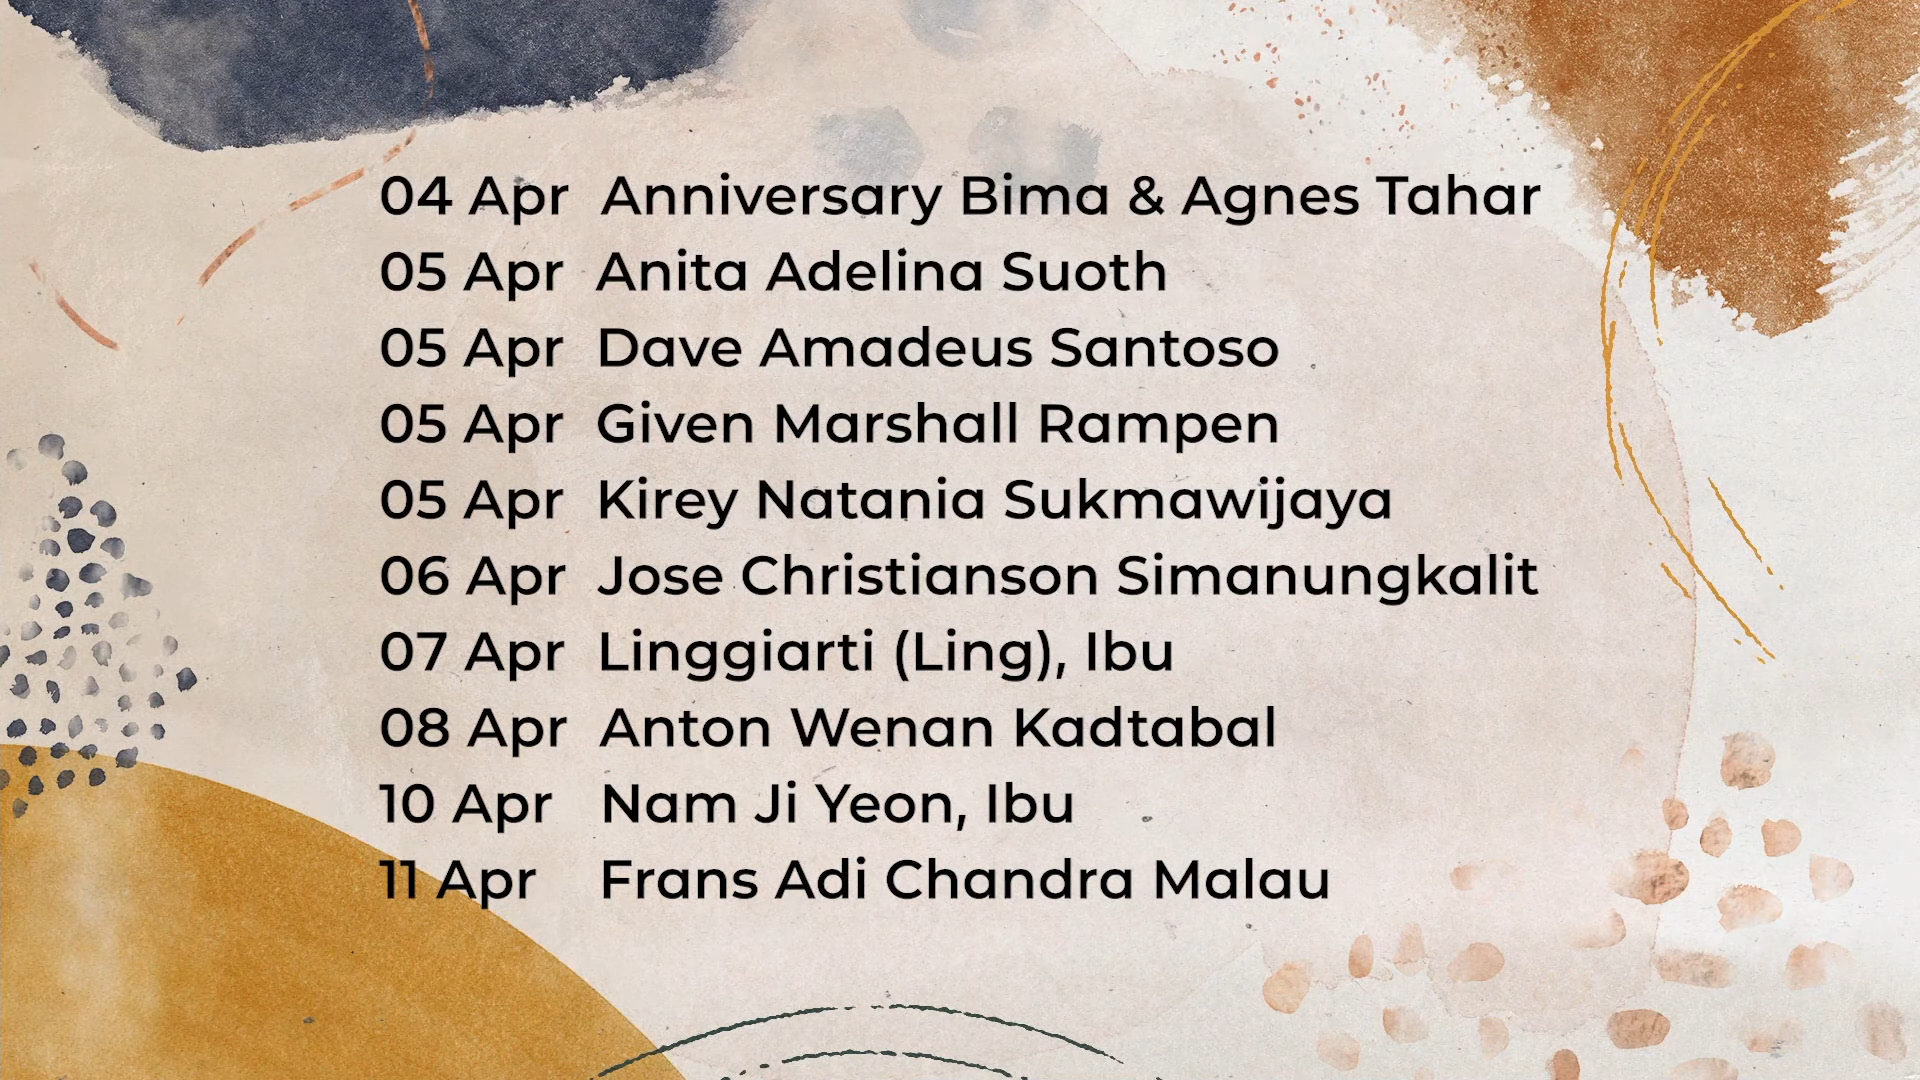 04 Apr Anniversary Bima & Agnes Tahar
05 Apr Anita Adelina Suoth
05 Apr Dave Amadeus Santoso
05 Apr Given Marshall Rampen
05 Apr Kirey Natania Sukmawijaya
06 Apr Jose Christianson Simanungkalit
07 Apr Linggiarti (Ling), Ibu
08 Apr Anton Wenan Kadtabal
10 Apr Nam Ji Yeon, Ibu
11 Apr Frans Adi Chandra Malau